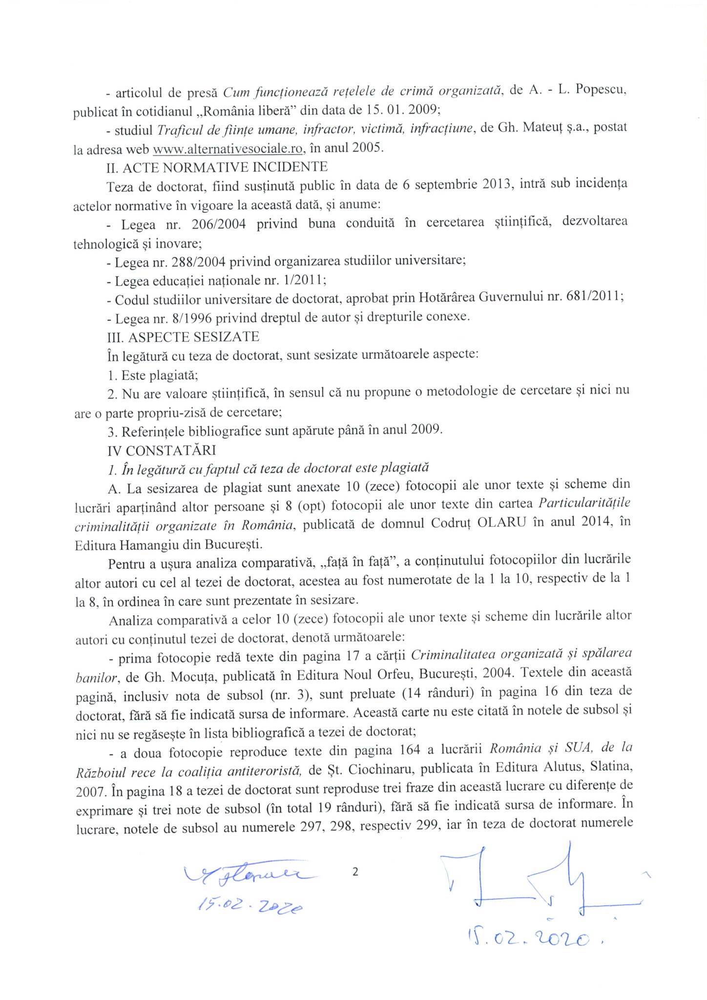 - articolul de presă Cum funcționează rețelele de crimă organizată, de A. - L. Popescu,
publicat în cotidianul „România liberă” din data de 15. 01. 2009;
- studiul Traficul de ființe umane, infractor, victimă, infracțiune, de Gh. Mateuț ș.a., postat
la adresa web www.alternativesociale.ro, în anul 2005.
II. ACTE NORMATIVE INCIDENTE
Teza de doctorat, fiind susținută public în data de 6 septembrie 2013, intră sub incidența
actelor normative în vigoare la această dată, și anume:
- Legea nr. 206/2004 privind buna conduită în cercetarea științifică, dezvoltarea
tehnologică și inovare;
- Legea nr. 288/2004 privind organizarea studiilor universitare;
- Legea educației naționale nr. 1/2011;
- Codul studiilor universitare de doctorat, aprobat prin Hotărârea Guvernului nr. 681/2011;
- Legea nr. 8/1996 privind dreptul de autor și drepturile conexe.
III. ASPECTE SESIZATE
În legătură cu teza de doctorat, sunt sesizate următoarele aspecte:
1. Este plagiată;
2. Nu are valoare științifică, în sensul că nu propune o metodologie de cercetare și nici nu
are o parte propriu-zisă de cercetare;
3. Referințele bibliografice sunt apărute până în anul 2009.
IV CONSTATĂRI
1. În legătură cu faptul că teza de doctorat este plagiată
A. La sesizarea de plagiat sunt anexate 10 (zece) fotocopii ale unor texte și scheme din
lucrări aparținând altor persoane și 8 (opt) fotocopii ale unor texte din cartea Particularitățile
criminalității organizate în România, publicată de domnul Codruț OLARU în anul 2014, în
Editura Hamangiu din București.
Pentru a ușura analiza comparativă, „față în față”, a conținutului fotocopiilor din lucrările
altor autori cu cel al tezei de doctorat, acestea au fost numerotate de la 1 la 10, respectiv de la 1
la 8, în ordinea în care sunt prezentate în sesizare.
Analiza comparativă a celor 10 (zece) fotocopii ale unor texte și scheme din lucrările altor
autori cu conținutul tezei de doctorat, denotă următoarele:
- prima fotocopie redă texte din pagina 17 a cărții Criminalitatea organizată și spălarea
banilor, de Gh. Mocuța, publicată în Editura Noul Orfeu, București, 2004. Textele din această
pagină, inclusiv nota de subsol (nr. 3), sunt preluate (14 rânduri) în pagina 16 din teza de
doctorat, fără să fie indicată sursa de informare. Această carte nu este citată în notele de subsol și
nici nu se regăsește în lista bibliografică a tezei de doctorat;
- a doua fotocopie reproduce texte din pagina 164 a lucrării România și SUA, de la
Războiul rece la coaliția antiteroristă, de Șt. Ciochinaru, publicata în Editura Alutus, Slatina,
2007. În pagina 18 a tezei de doctorat sunt reproduse trei fraze din această lucrare cu diferențe de
exprimare și trei note de subsol (în total 19 rânduri), fără să fie indicată sursa de informare. În
lucrare, notele de subsol au numerele 297, 298, respectiv 299, iar în teza de doctorat numerele
2
15.02.2020
15.02.2020.